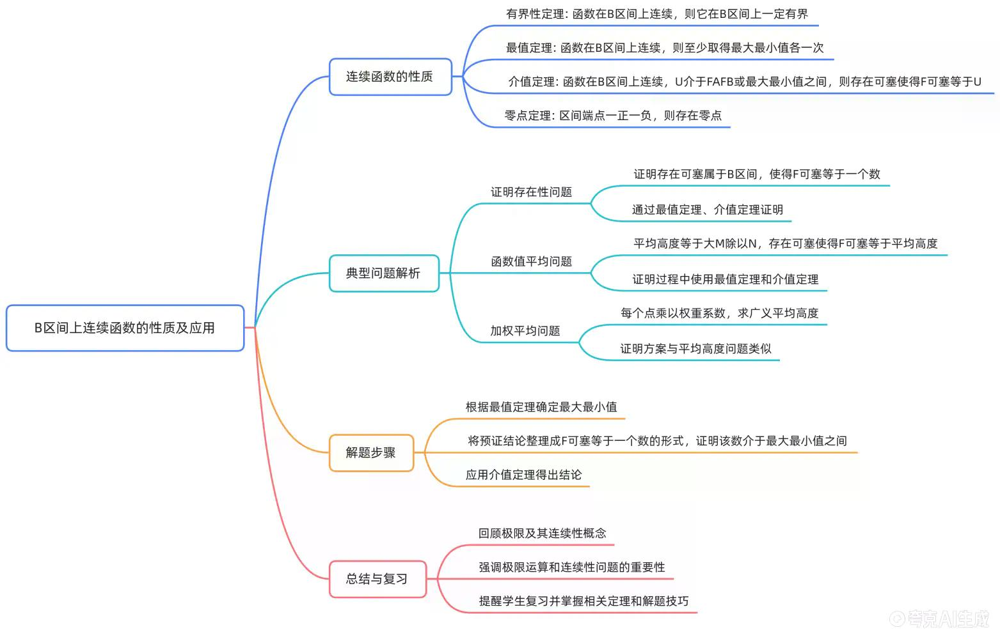 B区间上连续函数的性质及应用
连续函数的性质
有界性定理：函数在B区间上连续，则它在B区间上一定有界
最值定理：函数在B区间上连续，则至少取得最大最小值各一次
介值定理：函数在B区间上连续，U介于FAFB或最大最小值之间，则存在可塞使得F可塞等于U
零点定理：区间端点一正一负，则存在零点
典型问题解析
证明存在性问题
证明存在可塞属于B区间，使得F可塞等于一个数
通过最值定理、介值定理证明
函数值平均问题
平均高度等于大M除以N，存在可塞使得F可塞等于平均高度
证明过程中使用最值定理和介值定理
加权平均问题
每个点乘以权重系数，求广义平均高度
证明方案与平均高度问题类似
解题步骤
根据最值定理确定最大最小值
将预证结论整理成F可塞等于一个数的形式，证明该数介于最大最小值之间
应用介值定理得出结论
总结与复习
回顾极限及其连续性概念
强调极限运算和连续性问题的重要性
提醒学生复习并掌握相关定理和解题技巧
夸克AI生成